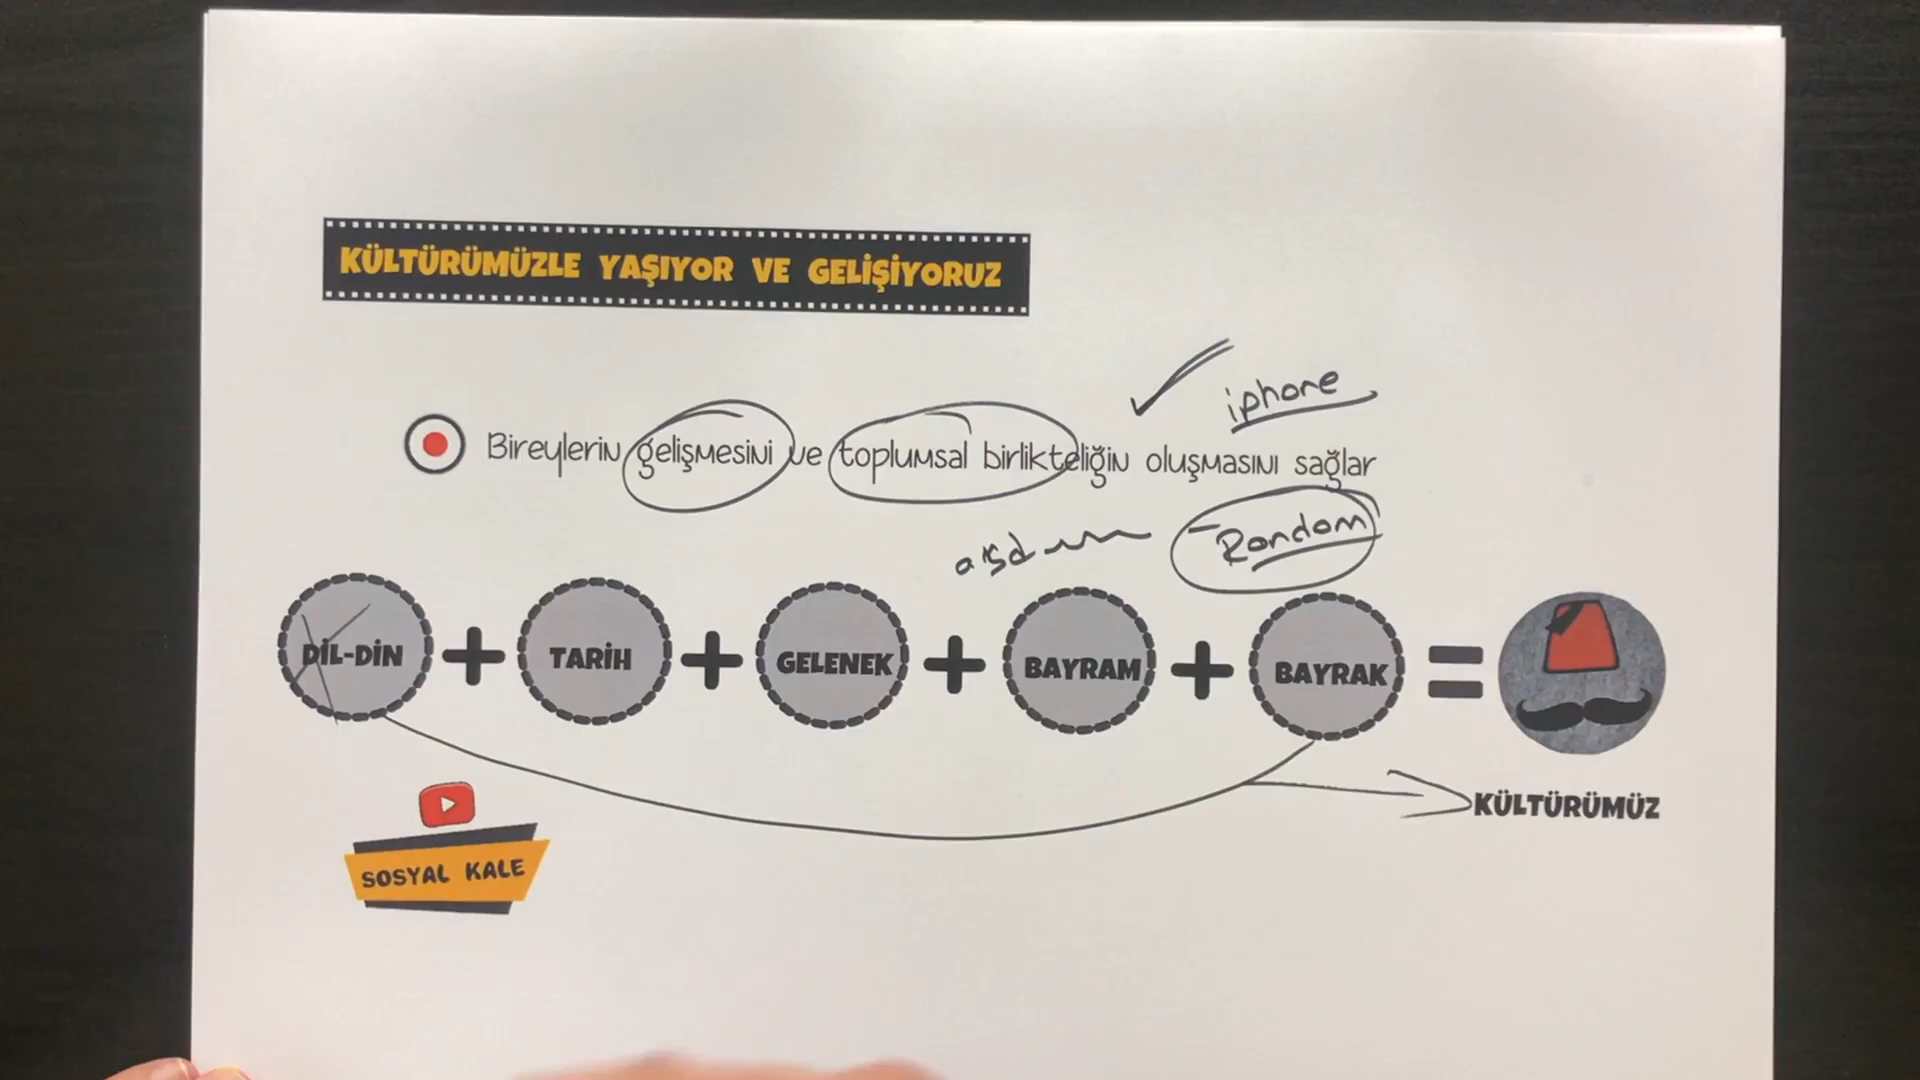 KÜLTÜRÜMÜZLE YAŞIYOR VE GELİŞİYORUZ
iphone
Bireylerin gelişmesini ve toplumsal birlikteliğin oluşmasını sağlar
Random
DİL-DİN + TARİH + GELENEK + BAYRAM + BAYRAK =
KÜLTÜRÜMÜZ
SOSYAL KALE